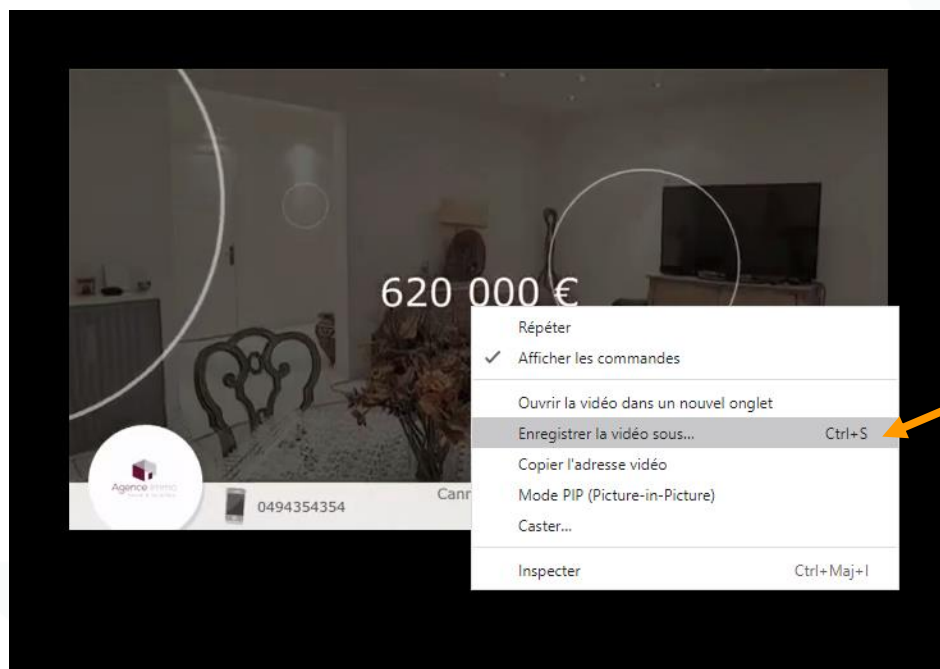 620 000 €
Répéter
✓ Afficher les commandes
Ouvrir la vidéo dans un nouvel onglet
Enregistrer la vidéo sous... Ctrl+S
Copier l'adresse vidéo
Mode PIP (Picture-in-Picture)
Caster...
Inspecter Ctrl+Maj+I
Agence immo
0494354354
Cann